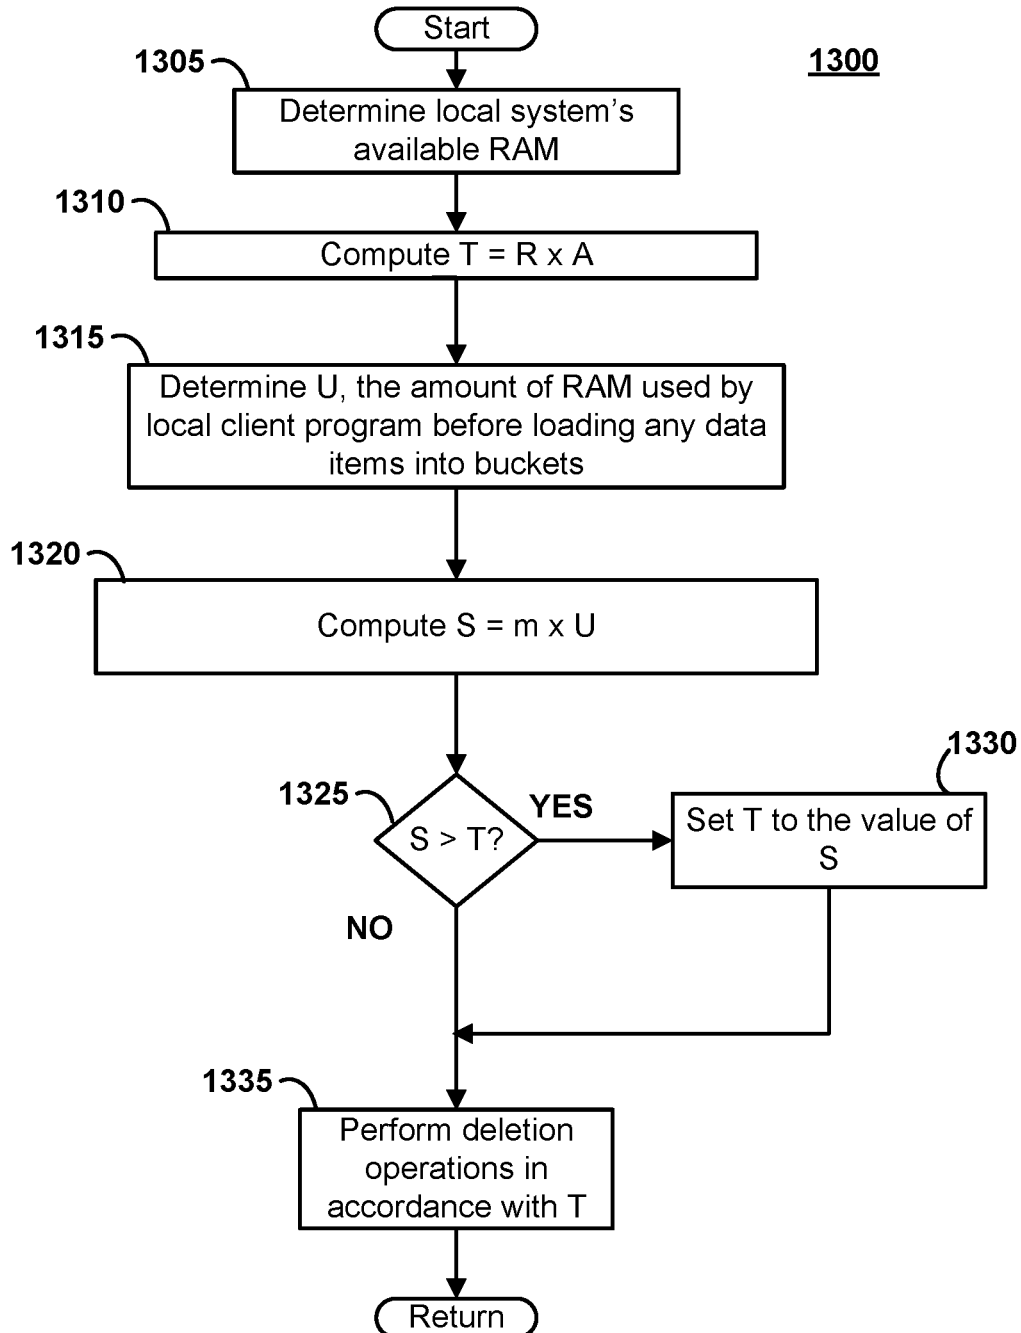 Start
1300
1305
Determine local system's
available RAM
1310
Compute T = R x A
1315
Determine U, the amount of RAM used by
local client program before loading any data
items into buckets
1320
Compute S = m x U
1330
1325
YES
S > T?
Set T to the value of
S
NO
1335
Perform deletion
operations in
accordance with T
Return